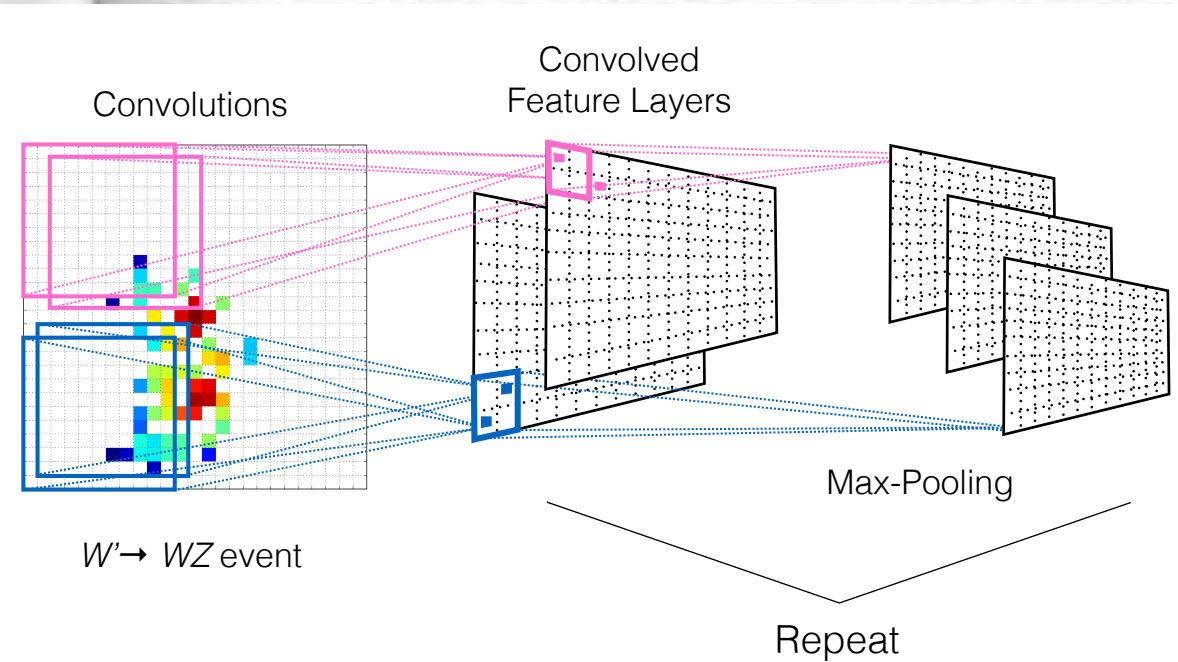 Convolutions
Convolved
Feature Layers
Max-Pooling
W'→ WZ event
Repeat